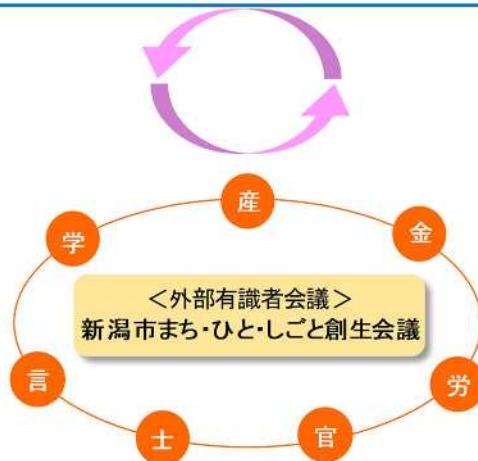 産
金
学
＜外部有識者会議＞
新潟市まち・ひと・しごと創生会議
言
労
士
官